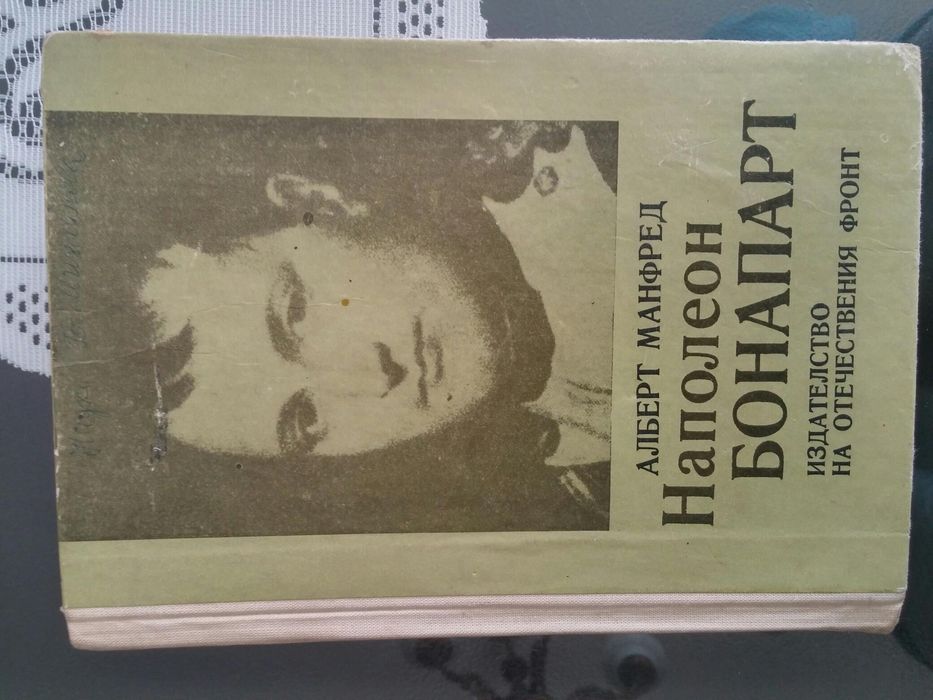 АЛБЕРТ МАНФРЕД
Наполеон
БОНАПАРТ
ИЗДАТЕЛСТВО
НА ОТЕЧЕСТВЕНИЯ ФРОНТ